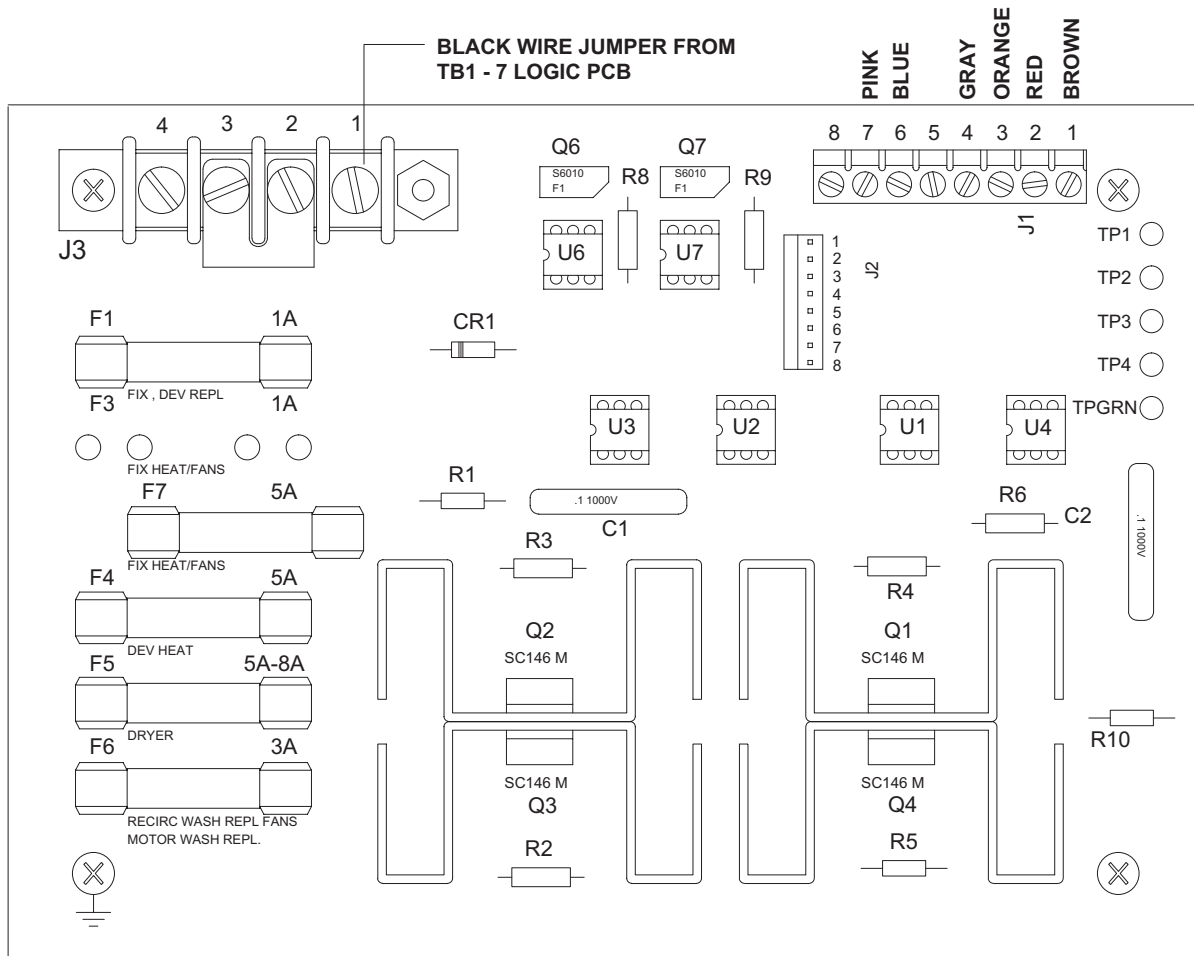 BLACK WIRE JUMPER FROM
TB1 - 7 LOGIC PCB
PINK
BLUE
GRAY
ORANGE
RED
BROWN
4 3 2 1
J3
Q6
S6010
F1
R8
U6
Q7
S6010
F1
R9
U7
8 7 6 5 4 3 2 1
J1
J2
1
2
3
4
5
6
7
8
TP1
TP2
TP3
TP4
TPGRN
F1 1A
FIX , DEV REPL
F3 1A
FIX HEAT/FANS
F7 5A
FIX HEAT/FANS
F4 5A
DEV HEAT
F5 5A-8A
DRYER
F6 3A
RECIRC WASH REPL FANS
MOTOR WASH REPL.
CR1
U3
U2
U1
U4
R1
.1 1000V
C1
R6
C2
.1 1000V
R3
R4
Q2
SC146 M
Q1
SC146 M
SC146 M
Q3
SC146 M
Q4
R2
R5
R10